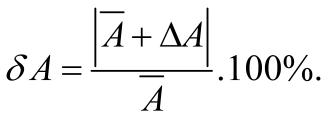 δA = |A̅ + ΔA| / A̅ .100%.